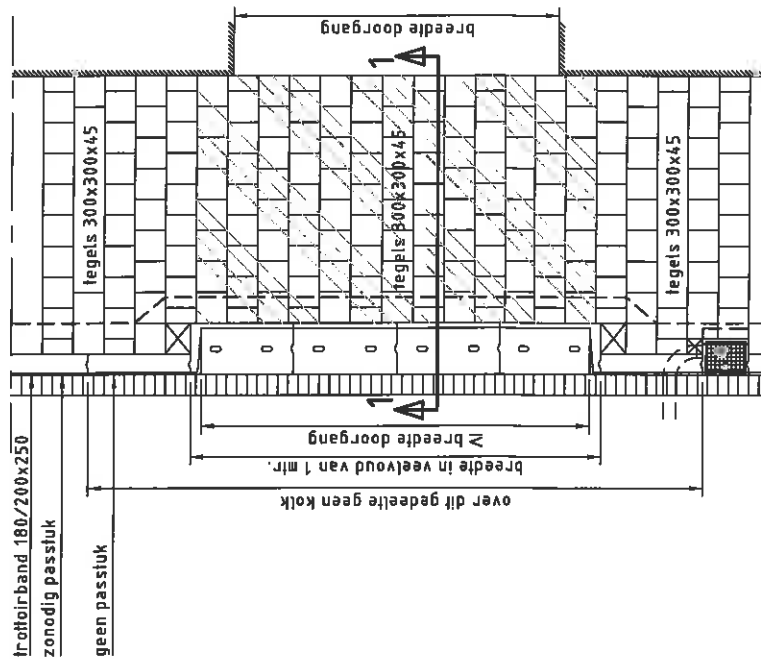 breedte doorgang
1
tegels 300x300x45
tegels 300x300x45
tegels 300x300x45
1
≥ breedte doorgang
breedte in veelvoud van 1 mtr.
over dit gedeelte geen kolk
trottoirband 180/200x250
zonodig passtuk
geen passtuk